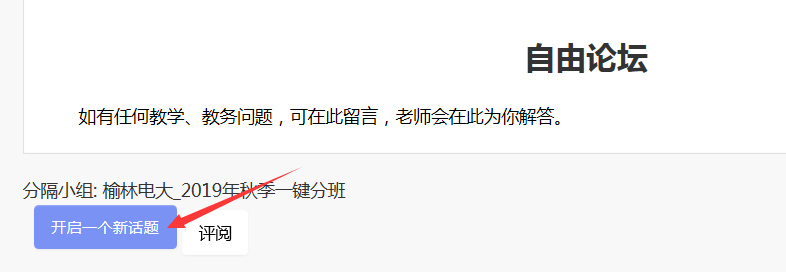 自由论坛
如有任何教学、教务问题，可在此留言，老师会在此为你解答。
分隔小组: 榆林电大_2019年秋季一键分班
开启一个新话题
评阅